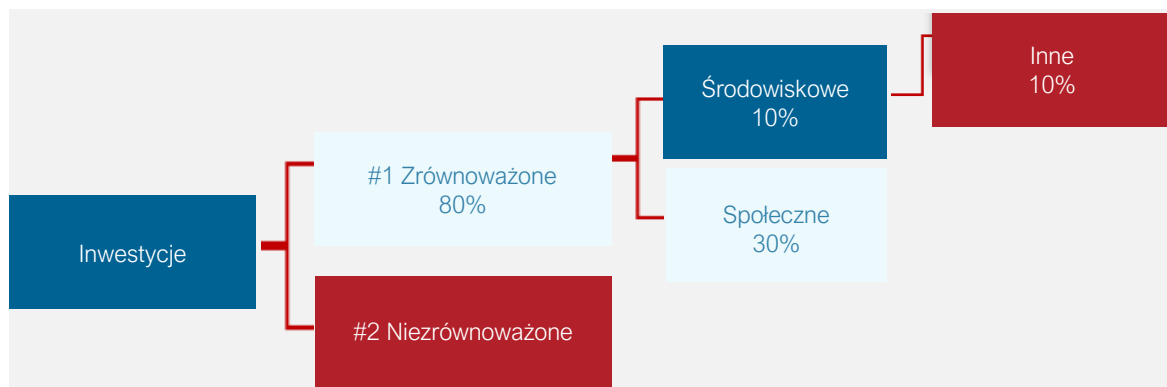 Inwestycje
#1 Zrównoważone
80%
#2 Niezrównoważone
Środowiskowe
10%
Społeczne
30%
Inne
10%